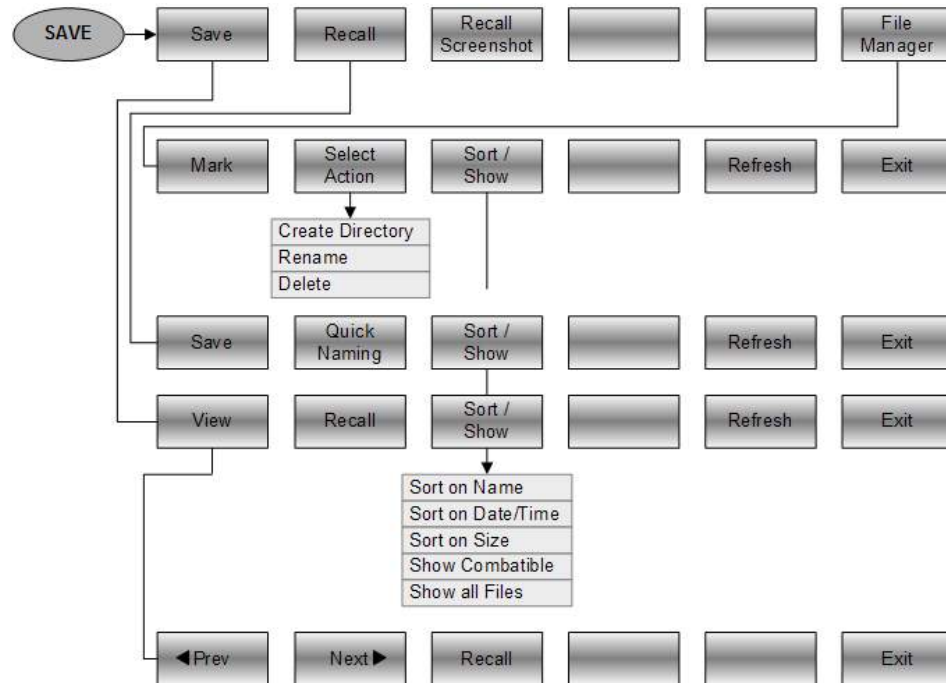 SAVE
Save
Recall
Recall
Screenshot
File
Manager
Mark
Select
Action
Sort /
Show
Refresh
Exit
Create Directory
Rename
Delete
Save
Quick
Naming
Sort /
Show
Refresh
Exit
View
Recall
Sort /
Show
Refresh
Exit
Sort on Name
Sort on Date/Time
Sort on Size
Show Combatible
Show all Files
◀Prev
Next▶
Recall
Exit